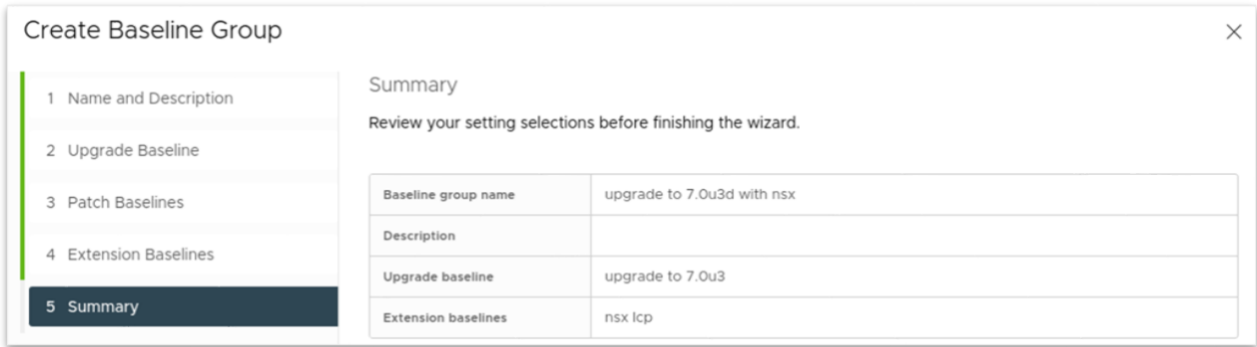 Create Baseline Group
1 Name and Description
2 Upgrade Baseline
3 Patch Baselines
4 Extension Baselines
5 Summary
Summary
Review your setting selections before finishing the wizard.
Baseline group name upgrade to 7.0u3d with nsx
Description
Upgrade baseline upgrade to 7.0u3
Extension baselines nsx lcp